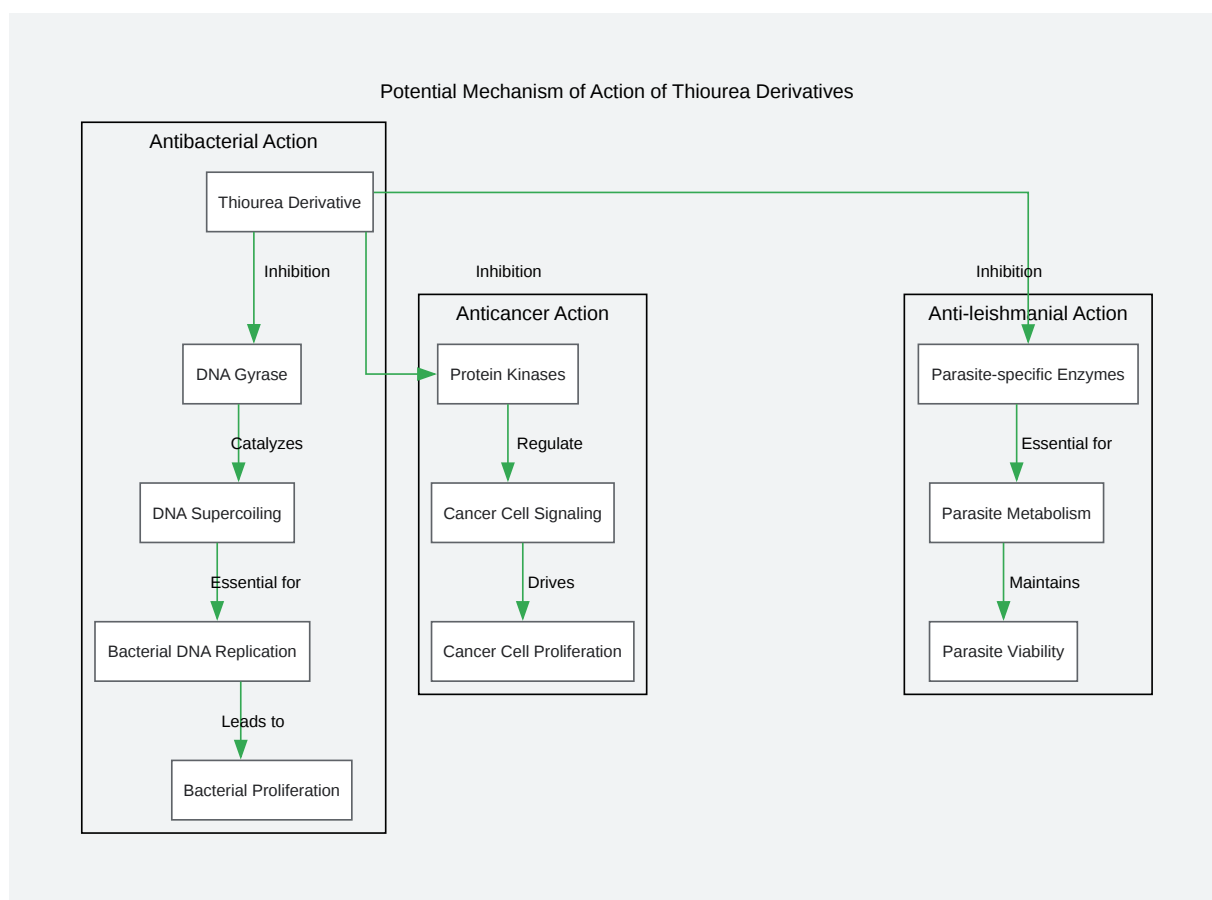 Potential Mechanism of Action of Thiourea Derivatives
Antibacterial Action
Thiourea Derivative
Inhibition
DNA Gyrase
Catalyzes
DNA Supercoiling
Essential for
Bacterial DNA Replication
Leads to
Bacterial Proliferation
Inhibition
Anticancer Action
Protein Kinases
Regulate
Cancer Cell Signaling
Drives
Cancer Cell Proliferation
Inhibition
Anti-leishmanial Action
Parasite-specific Enzymes
Essential for
Parasite Metabolism
Maintains
Parasite Viability